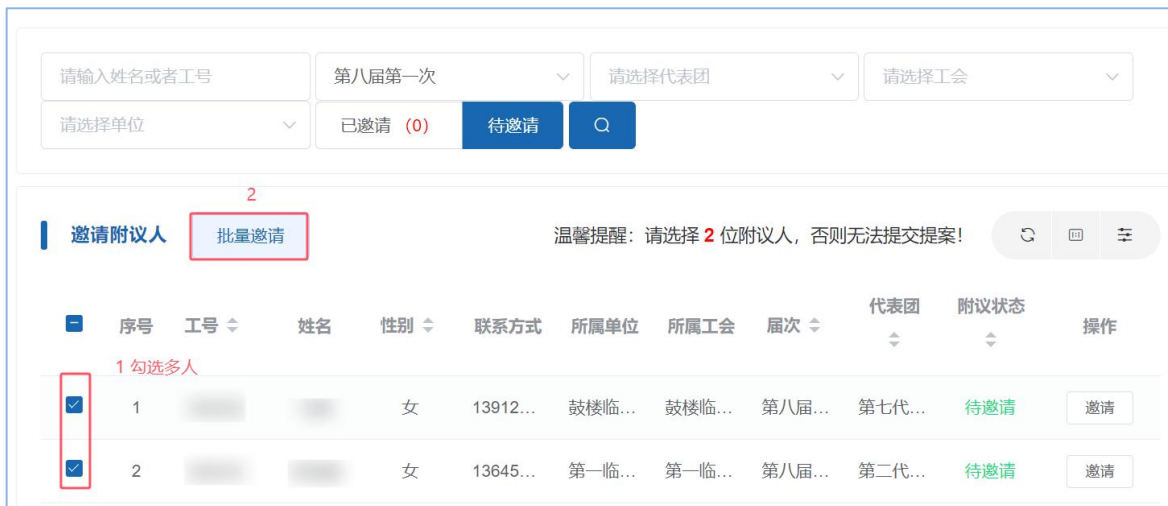 请输入姓名或者工号 第八届第一次 请选择代表团 请选择工会
请选择单位 已邀请 (0) 待邀请
2
邀请附议人 批量邀请 温馨提醒：请选择 2 位附议人，否则无法提交提案！
序号 工号 姓名 性别 联系方式 所属单位 所属工会 届次 代表团 附议状态 操作
1 勾选多人
1 女 13912... 鼓楼临... 鼓楼临... 第八届... 第七代... 待邀请 邀请
2 女 13645... 第一临... 第一临... 第八届... 第二代... 待邀请 邀请